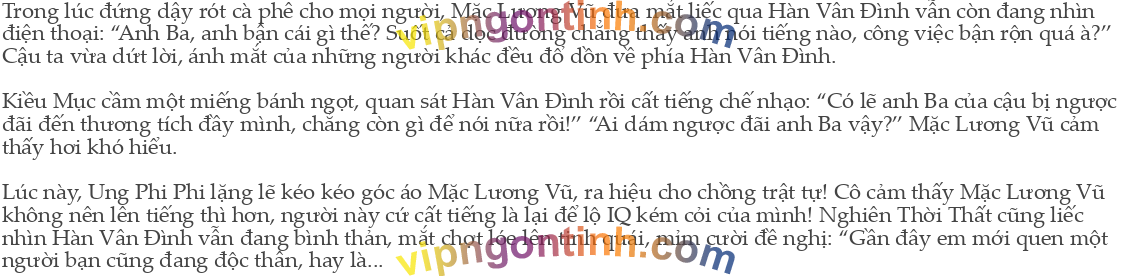 Trong lúc đứng dậy rót cà phê cho mọi người, Mặc Lương Vũ đưa mắt liếc qua Hàn Vân Đình vẫn còn đang nhìn
điện thoại: “Anh Ba, anh bận cái gì thế? Suốt cả dọc đường chẳng thấy anh nói tiếng nào, công việc bận rộn quá à?”
Cậu ta vừa dứt lời, ánh mắt của những người khác đều đổ dồn về phía Hàn Vân Đình.
Kiều Mục cầm một miếng bánh ngọt, quan sát Hàn Vân Đình rồi cất tiếng chế nhạo: “Có lẽ anh Ba của cậu bị ngược
đãi đến thương tích đầy mình, chẳng còn gì để nói nữa rồi!” “Ai dám ngược đãi anh Ba vậy?” Mặc Lương Vũ cảm
thấy hơi khó hiểu.
Lúc này, Ung Phi Phi lặng lẽ kéo kéo góc áo Mặc Lương Vũ, ra hiệu cho chồng trật tự! Cô cảm thấy Mặc Lương Vũ
không nên lên tiếng thì hơn, người này cứ cất tiếng là lại để lộ IQ kém cỏi của mình! Nghiên Thời Thất cũng liếc
nhìn Hàn Vân Đình vẫn đang bình thản, mắt chợt lóe lên tinh quái, mỉm cười đề nghị: “Gần đây em mới quen một
người bạn cũng đang độc thân, hay là...
vipngontinh.com
vipngontinh.com